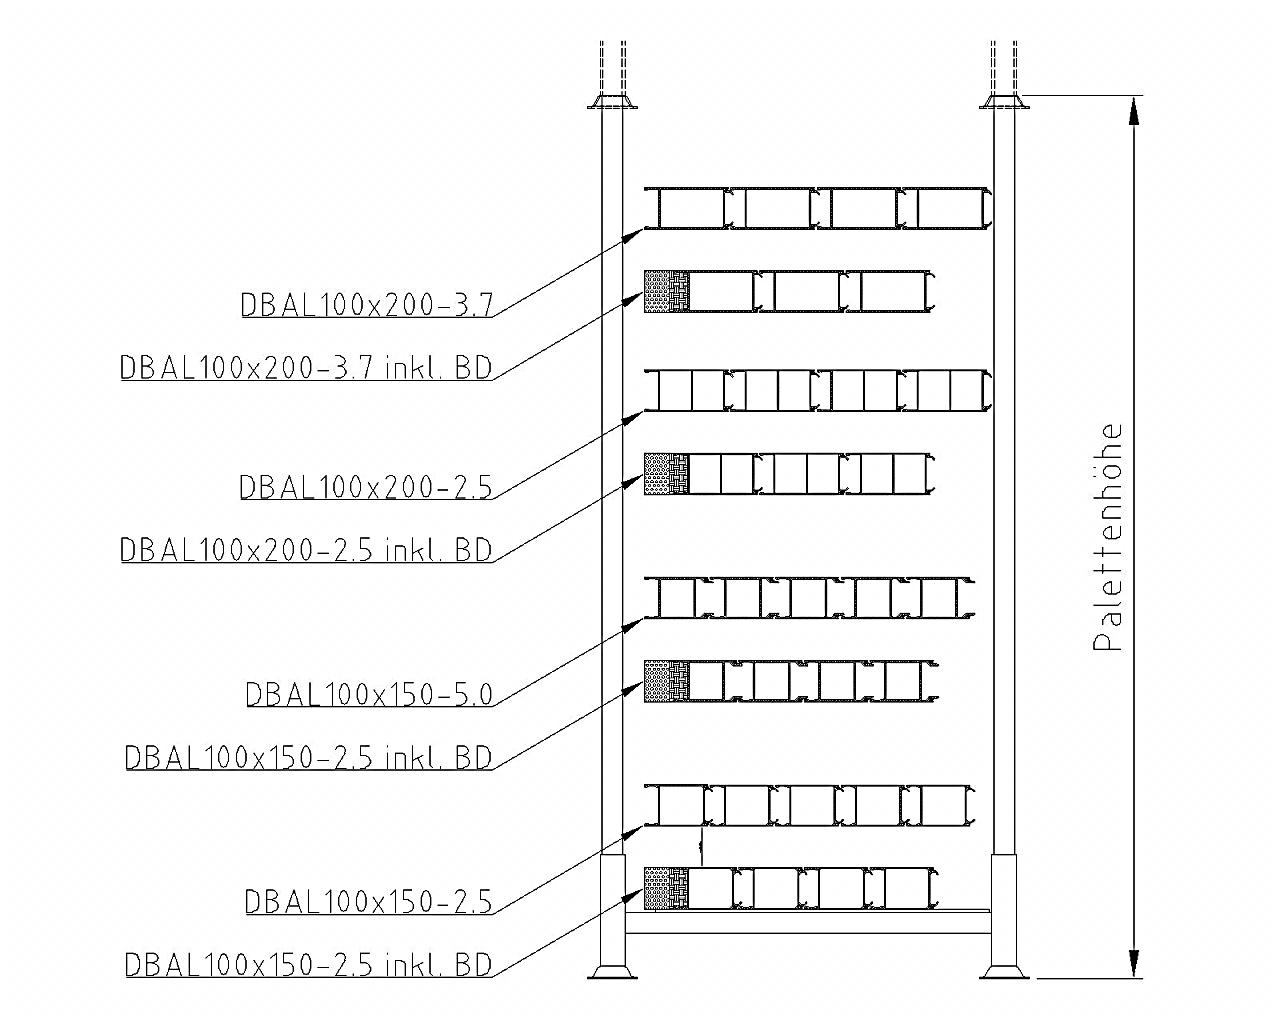 DBAL100x200-3.7
DBAL100x200-3.7 inkl. BD
DBAL100x200-2.5
DBAL100x200-2.5 inkl. BD
DBAL100x150-5.0
DBAL100x150-2.5 inkl. BD
DBAL100x150-2.5
DBAL100x150-2.5 inkl. BD
Palettenhöhe